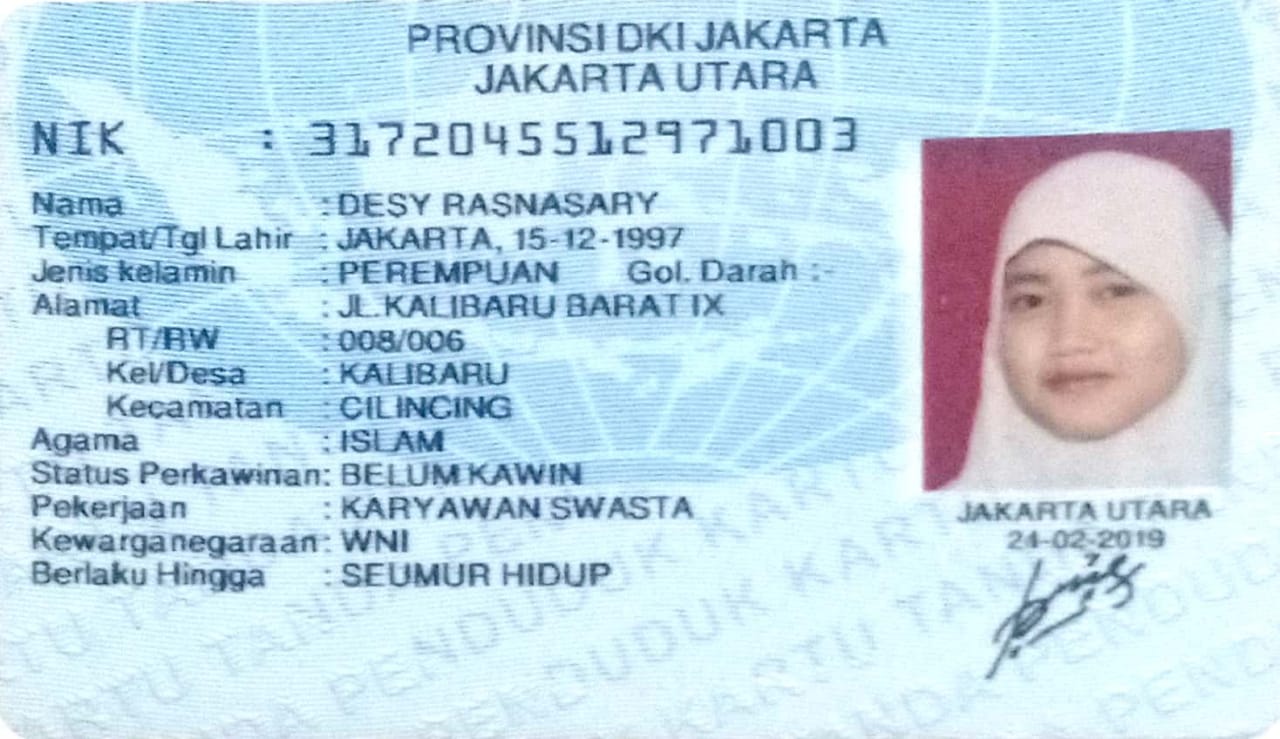 PROVINSI DKI JAKARTA
JAKARTA UTARA
NIK : 3172045512971003
Nama : DESY RASNASARY
Tempat/Tgl Lahir : JAKARTA, 15-12-1997
Jenis kelamin : PEREMPUAN Gol. Darah : -
Alamat : JL.KALIBARU BARAT IX
RT/RW : 008/006
Kel/Desa : KALIBARU
Kecamatan : CILINCING
Agama : ISLAM
Status Perkawinan: BELUM KAWIN
Pekerjaan : KARYAWAN SWASTA
Kewarganegaraan: WNI
Berlaku Hingga : SEUMUR HIDUP
JAKARTA UTARA
24-02-2019